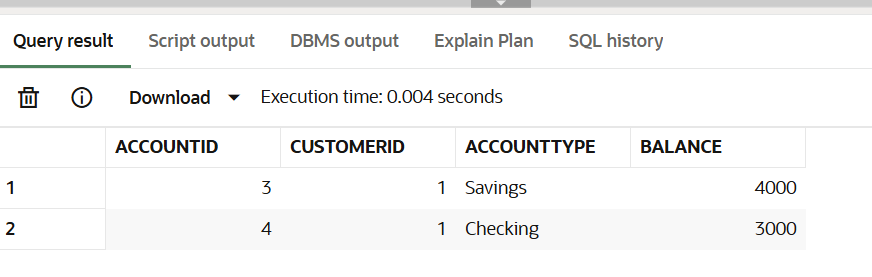 Query result Script output DBMS output Explain Plan SQL history
Download Execution time: 0.004 seconds
ACCOUNTID CUSTOMERID ACCOUNTTYPE BALANCE
1 3 1 Savings 4000
2 4 1 Checking 3000